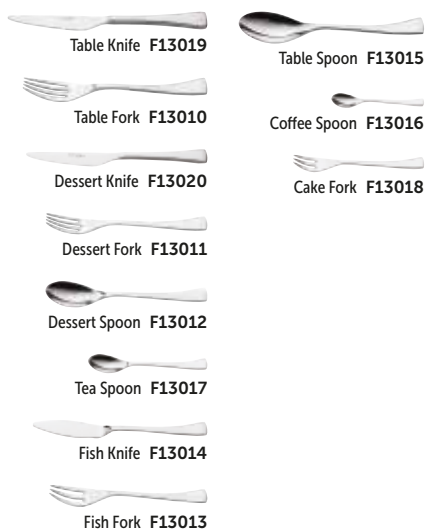 Table Knife F13019
Table Fork F13010
Dessert Knife F13020
Dessert Fork F13011
Dessert Spoon F13012
Tea Spoon F13017
Fish Knife F13014
Fish Fork F13013
Table Spoon F13015
Coffee Spoon F13016
Cake Fork F13018